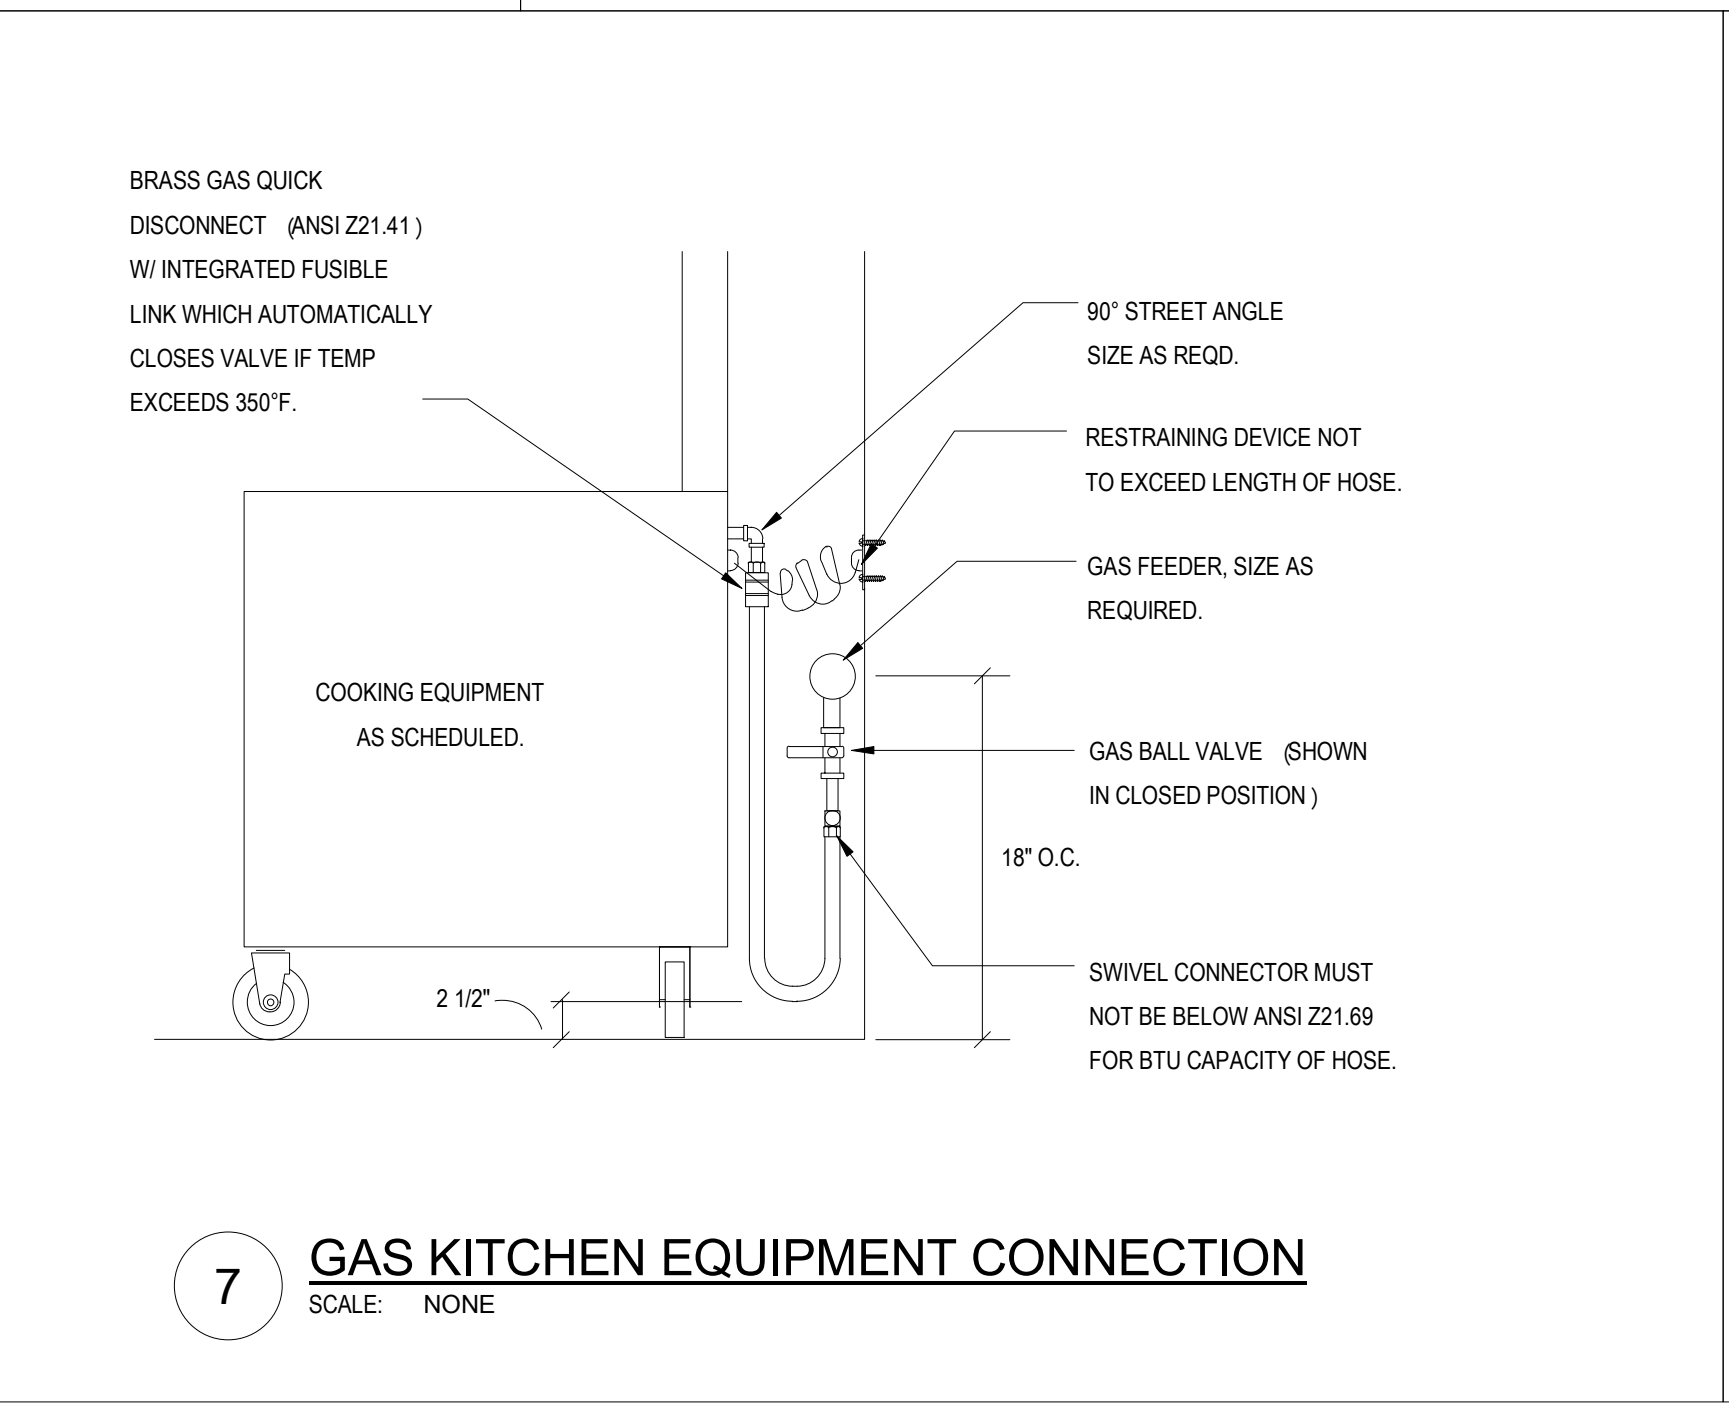 BRASS GAS QUICK
DISCONNECT (ANSI Z21.41)
W/ INTEGRATED FUSIBLE
LINK WHICH AUTOMATICALLY
CLOSES VALVE IF TEMP
EXCEEDS 350°F.
90° STREET ANGLE
SIZE AS REQD.
RESTRAINING DEVICE NOT
TO EXCEED LENGTH OF HOSE.
GAS FEEDER, SIZE AS
REQUIRED.
COOKING EQUIPMENT
AS SCHEDULED.
GAS BALL VALVE (SHOWN
IN CLOSED POSITION)
18" O.C.
2 1/2"
SWIVEL CONNECTOR MUST
NOT BE BELOW ANSI Z21.69
FOR BTU CAPACITY OF HOSE.
7
GAS KITCHEN EQUIPMENT CONNECTION
SCALE: NONE